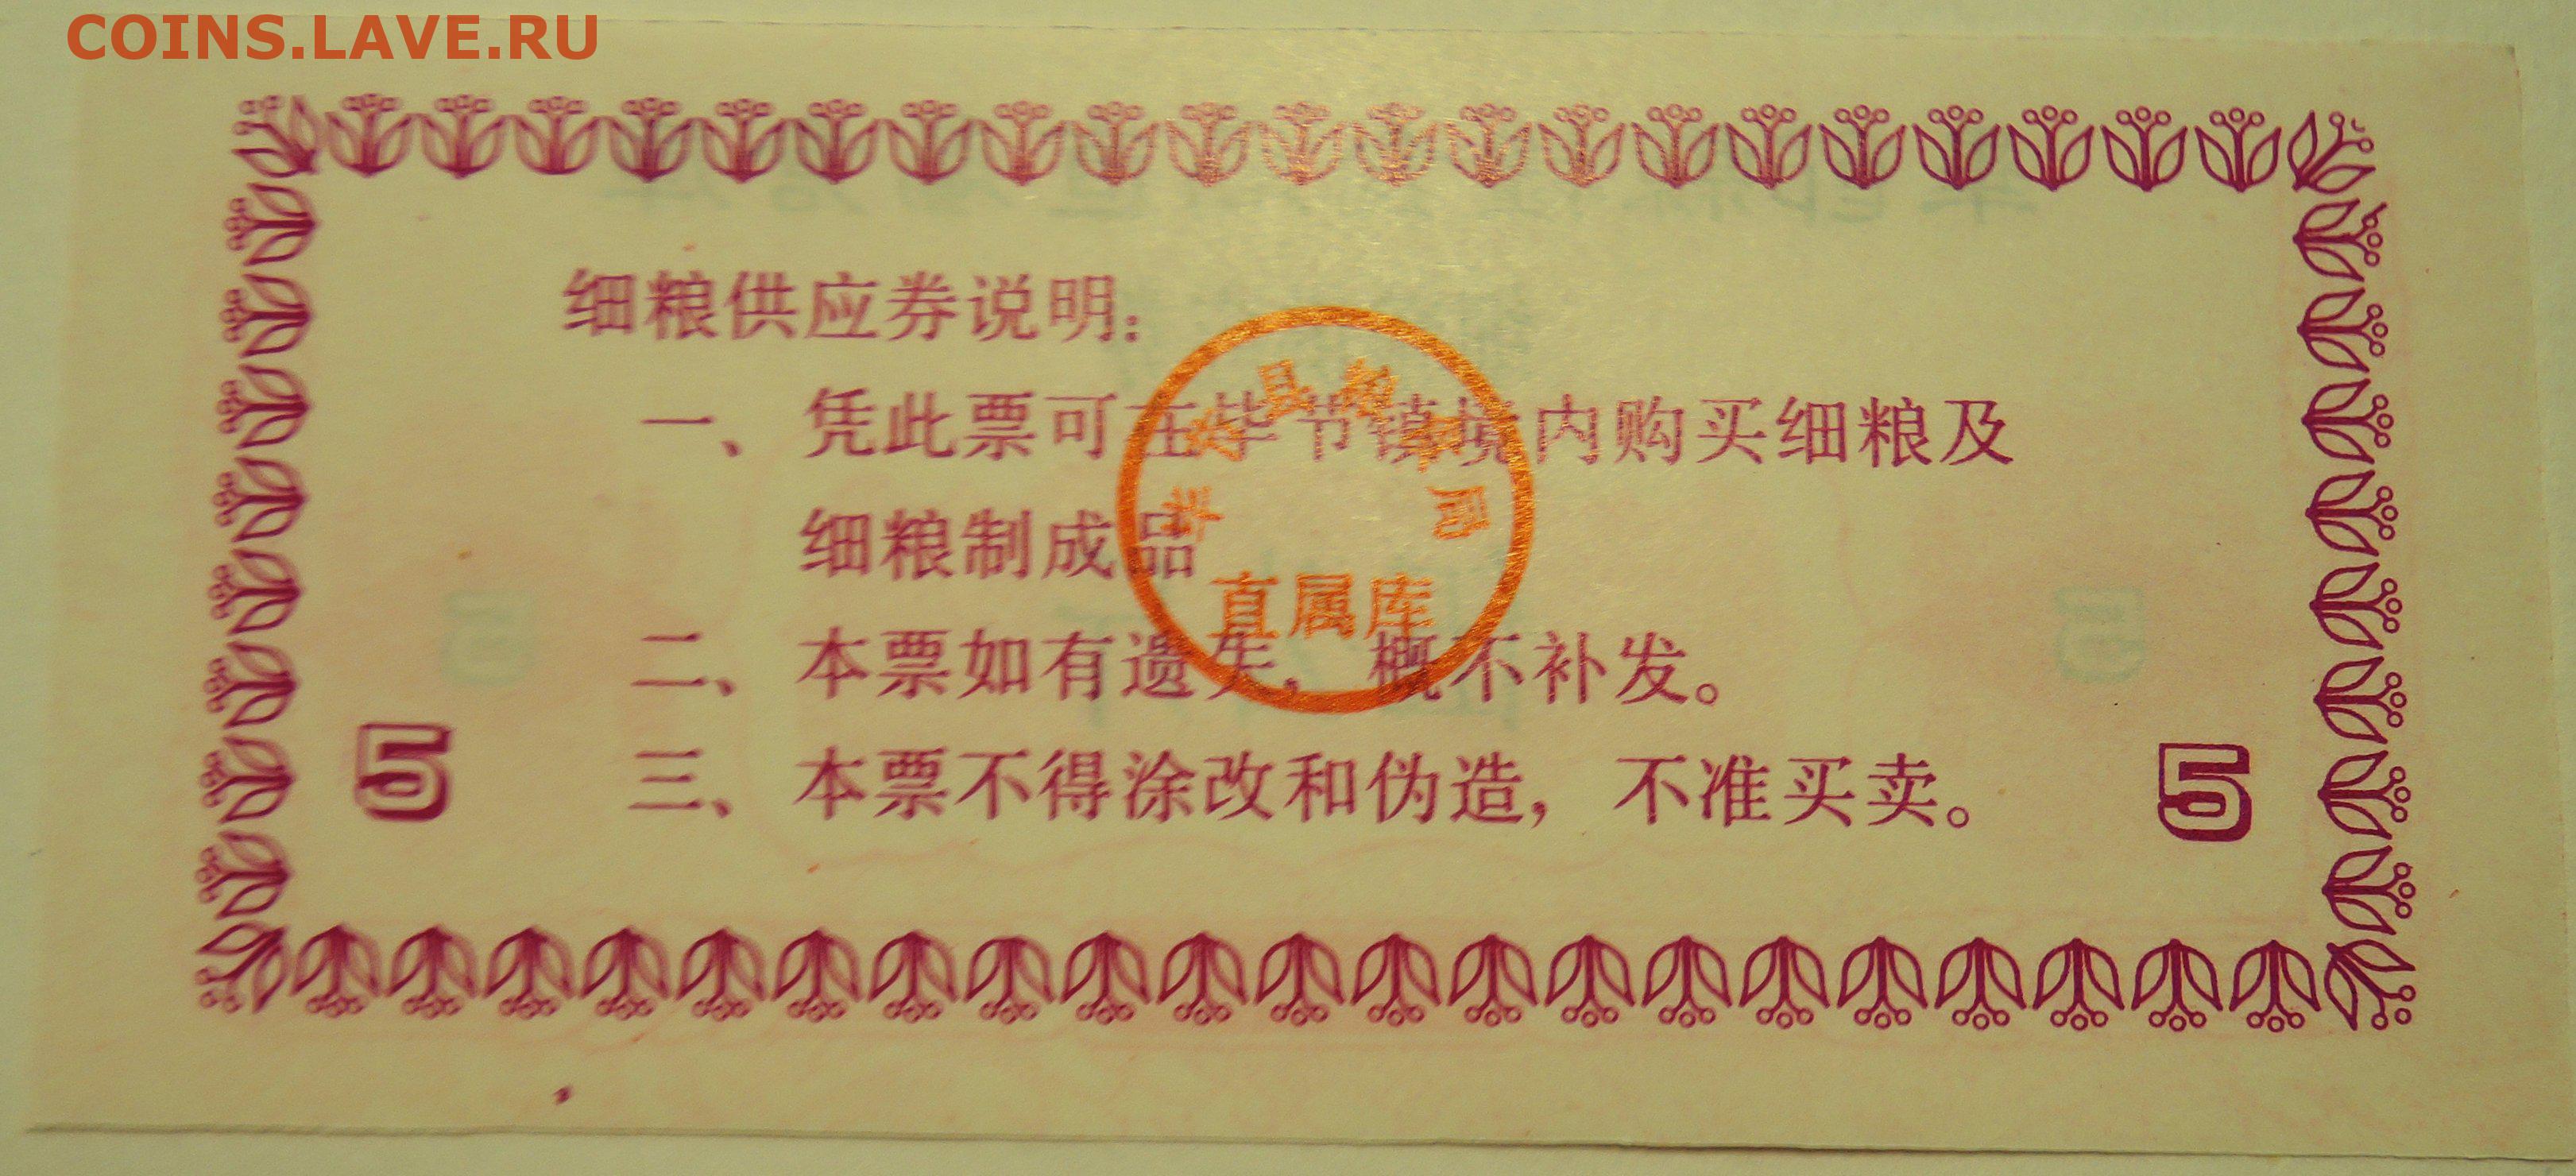 COINS.LAVE.RU
细粮供应券说明：
一、凭此票可在毕节镇境内购买细粮及
细粮制成品
二、本票如有遗失，概不补发。
三、本票不得涂改和伪造，不准买卖。
县 局
直属库
5 5